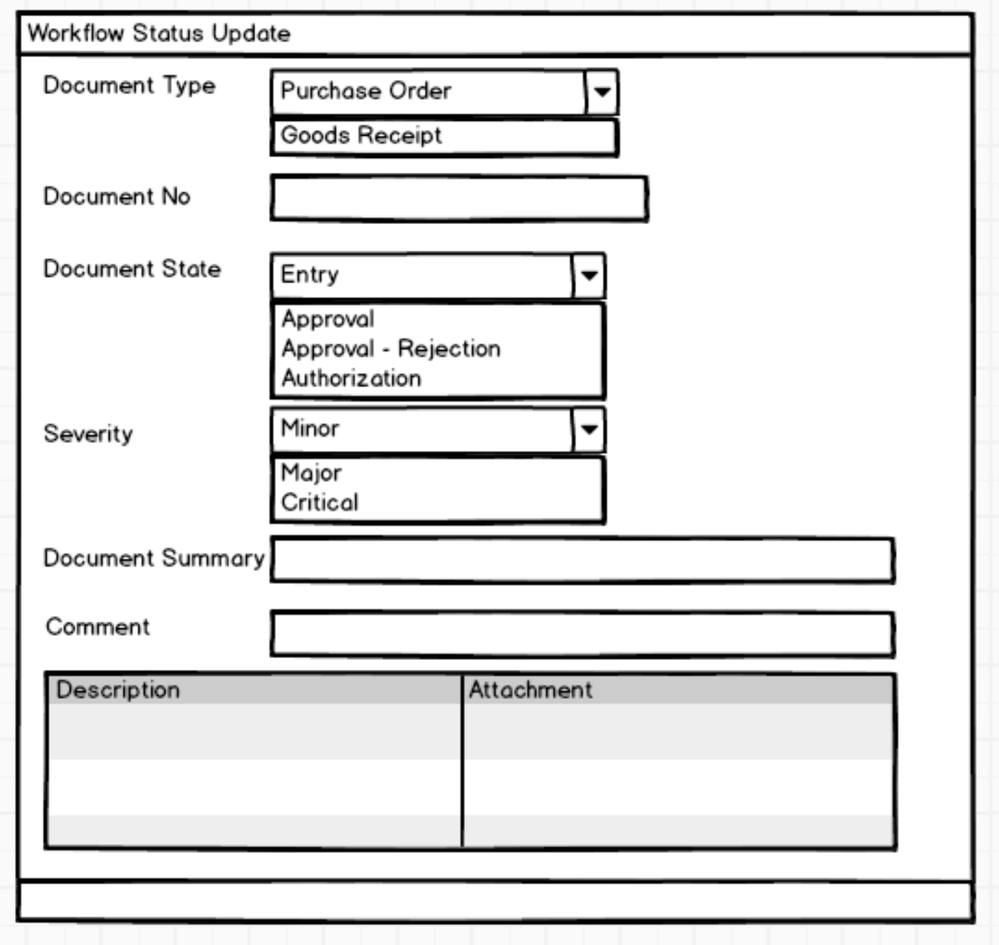 Workflow Status Update
Document Type
Purchase Order
Goods Receipt
Document No
Document State
Entry
Approval
Approval - Rejection
Authorization
Severity
Minor
Major
Critical
Document Summary
Comment
Description
Attachment